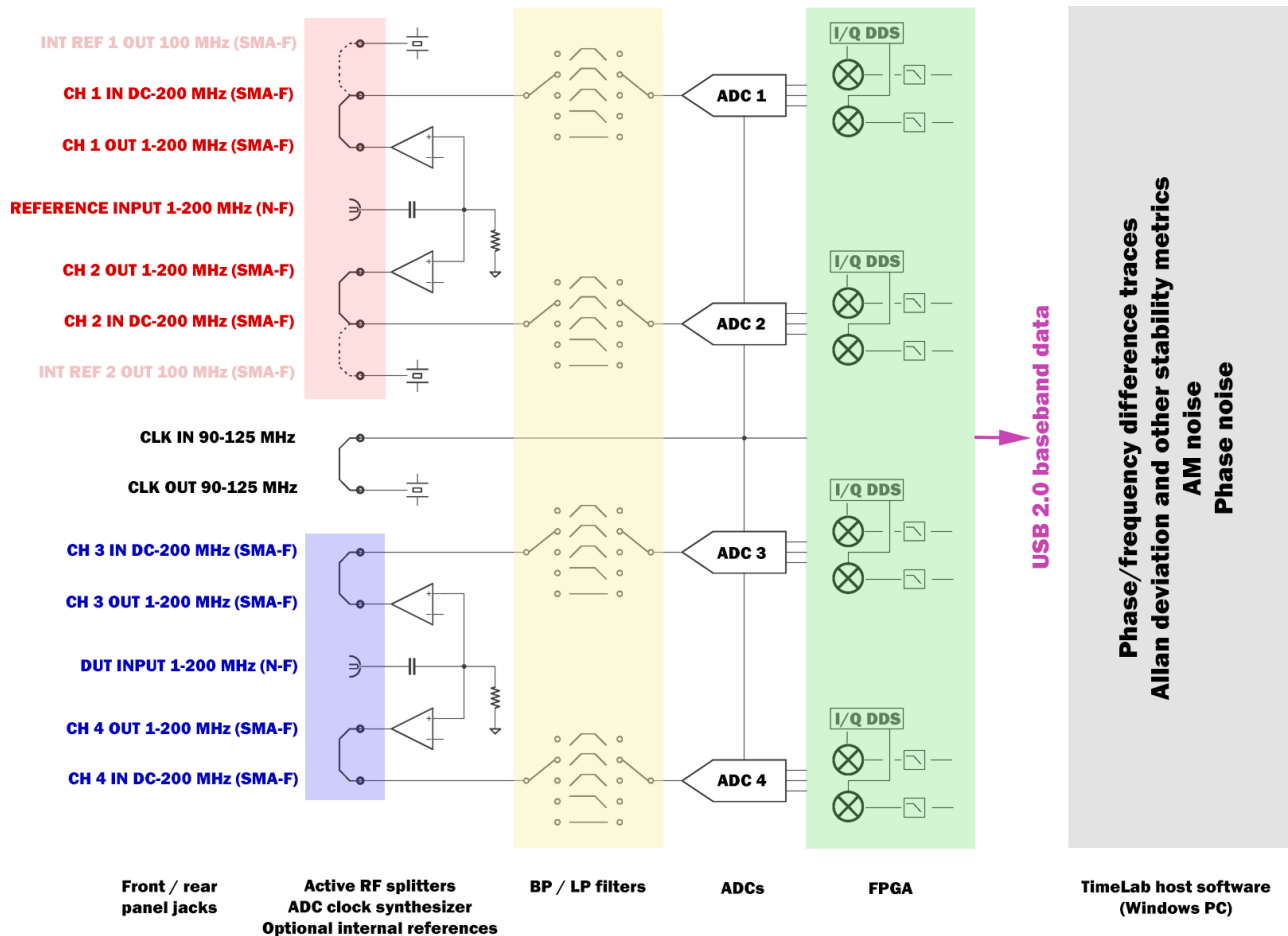 INT REF 1 OUT 100 MHz (SMA-F)
CH 1 IN DC-200 MHz (SMA-F)
CH 1 OUT 1-200 MHz (SMA-F)
REFERENCE INPUT 1-200 MHz (N-F)
CH 2 OUT 1-200 MHz (SMA-F)
CH 2 IN DC-200 MHz (SMA-F)
INT REF 2 OUT 100 MHz (SMA-F)
CLK IN 90-125 MHz
CLK OUT 90-125 MHz
CH 3 IN DC-200 MHz (SMA-F)
CH 3 OUT 1-200 MHz (SMA-F)
DUT INPUT 1-200 MHz (N-F)
CH 4 OUT 1-200 MHz (SMA-F)
CH 4 IN DC-200 MHz (SMA-F)
+
−
+
−
+
−
+
−
ADC 1
ADC 2
ADC 3
ADC 4
I/Q DDS
I/Q DDS
I/Q DDS
I/Q DDS
USB 2.0 baseband data
Phase/frequency difference traces
Allan deviation and other stability metrics
AM noise
Phase noise
Front / rear
panel jacks
Active RF splitters
ADC clock synthesizer
Optional internal references
BP / LP filters
ADCs
FPGA
TimeLab host software
(Windows PC)